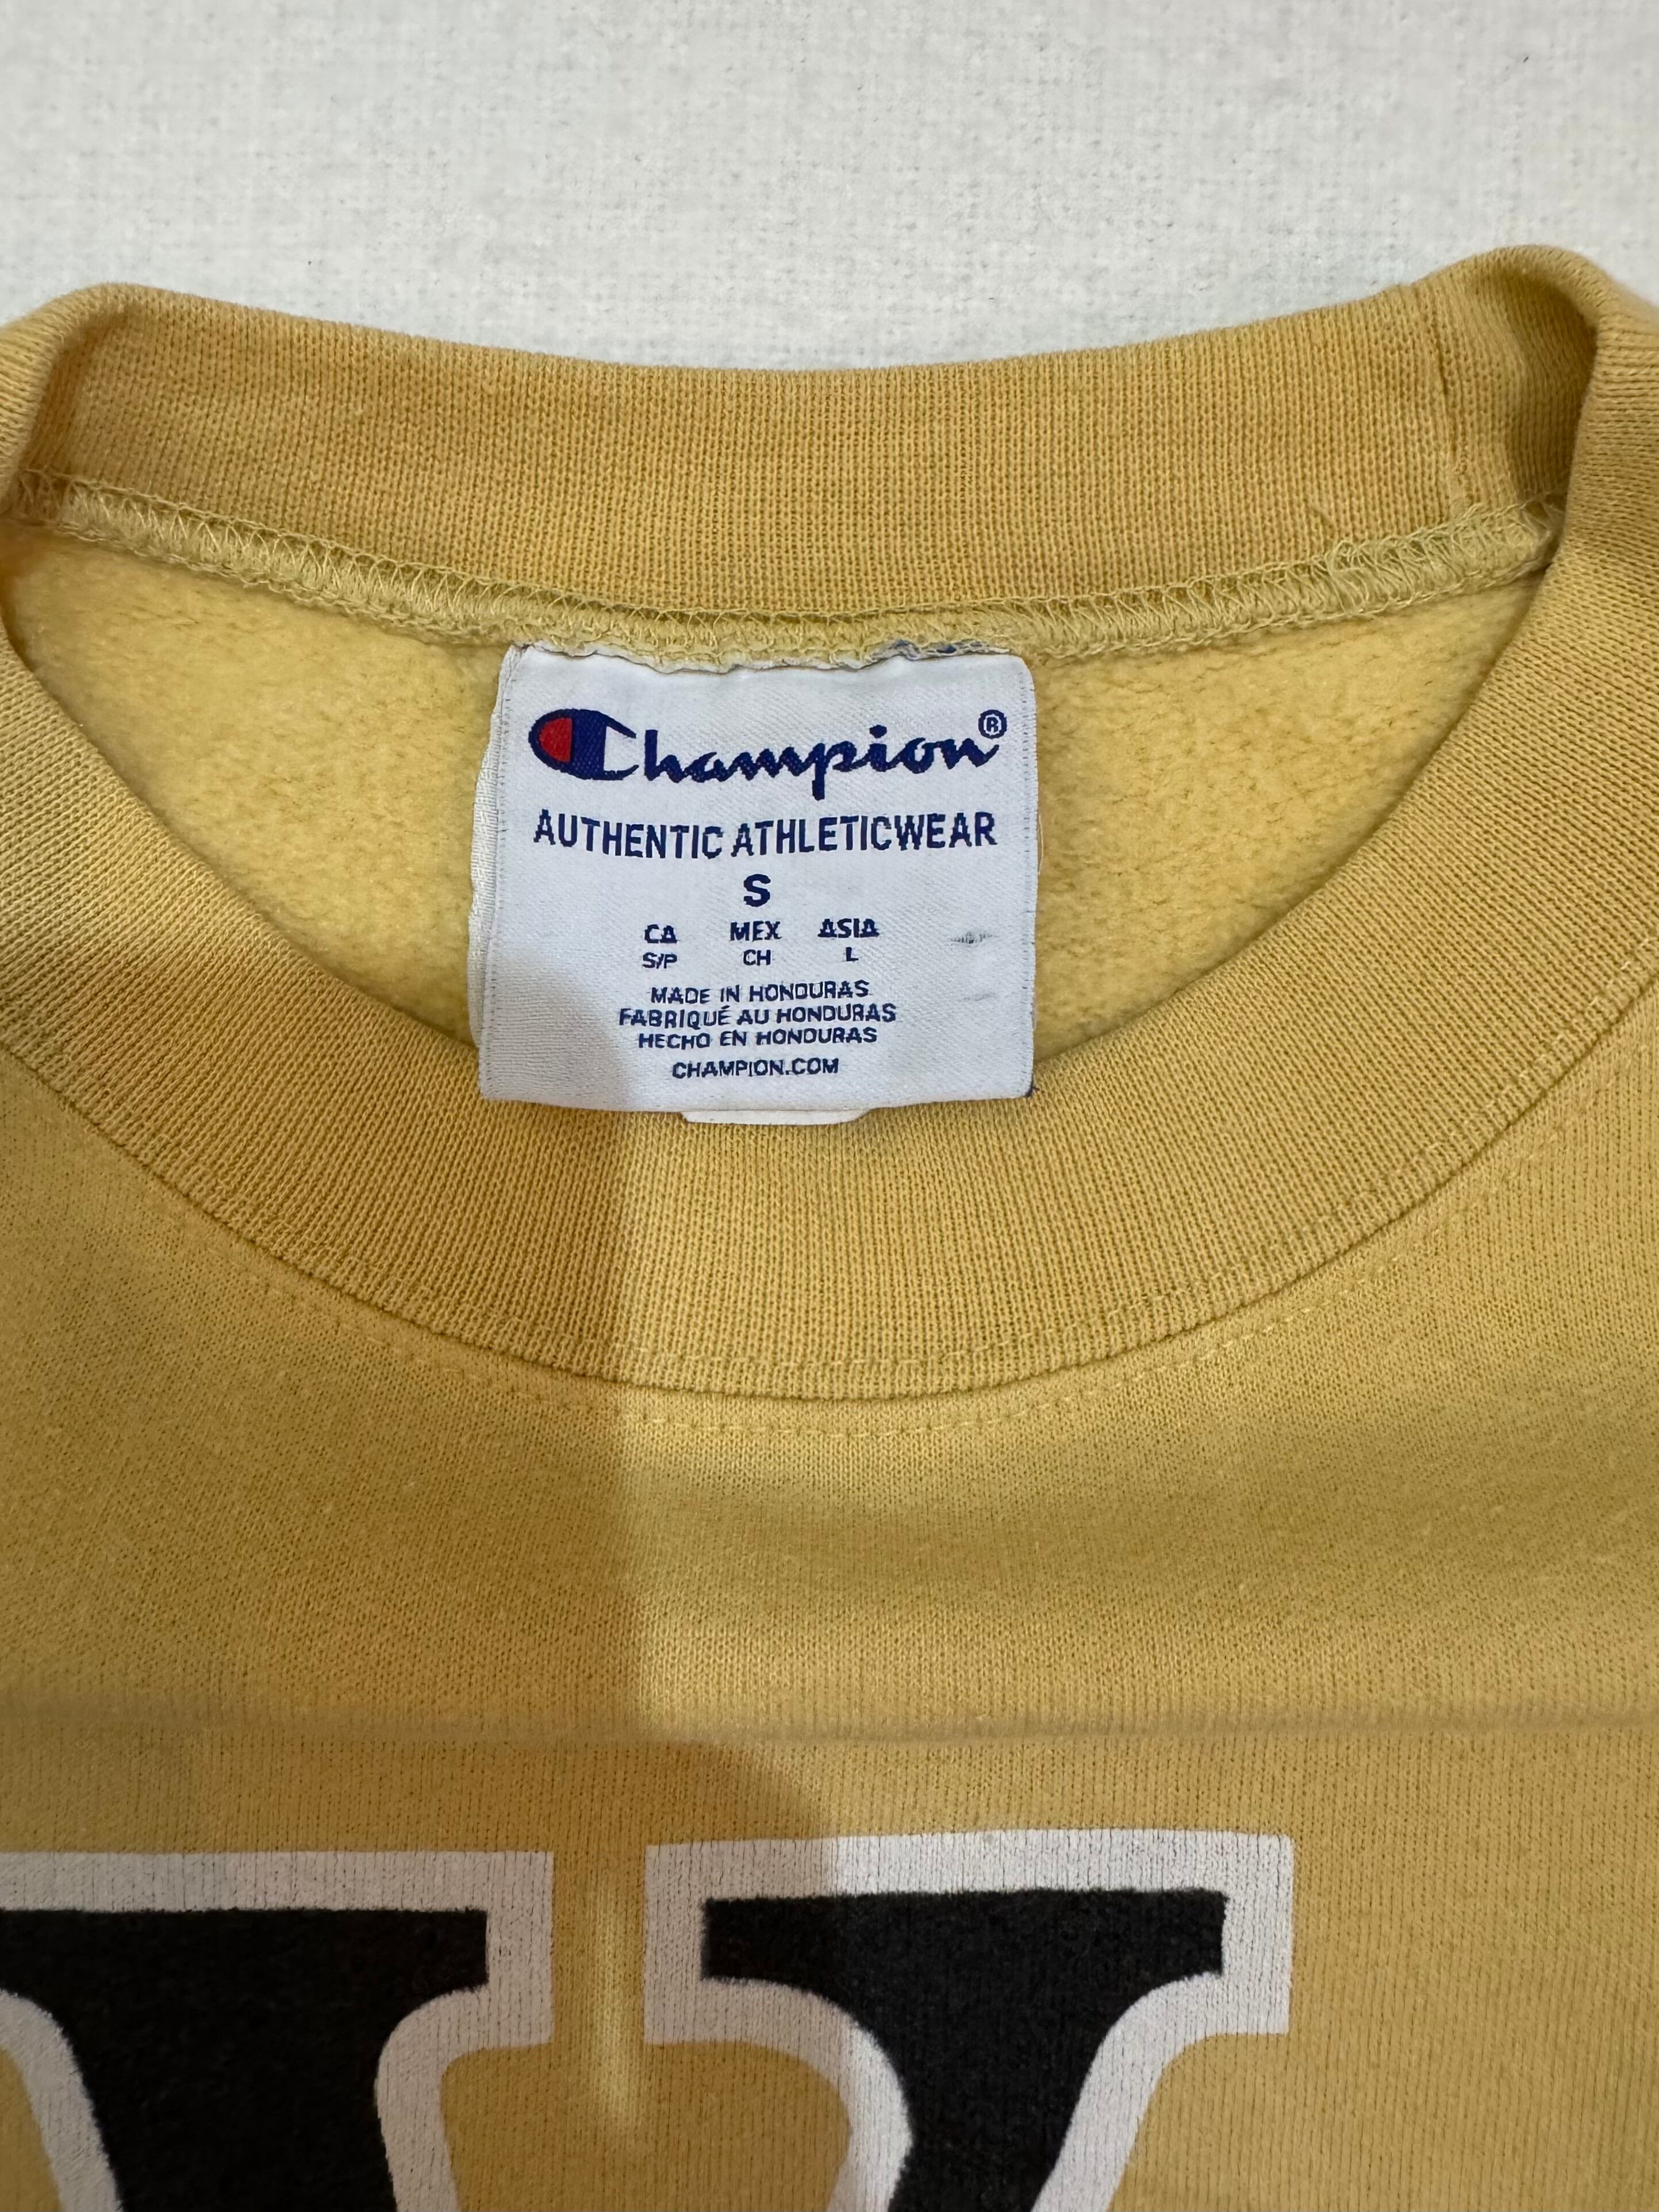 Champion®
AUTHENTIC ATHLETICWEAR
S
CA MEX ASIA
S/P CH L
MADE IN HONDURAS
FABRIQUÉ AU HONDURAS
HECHO EN HONDURAS
CHAMPION.COM